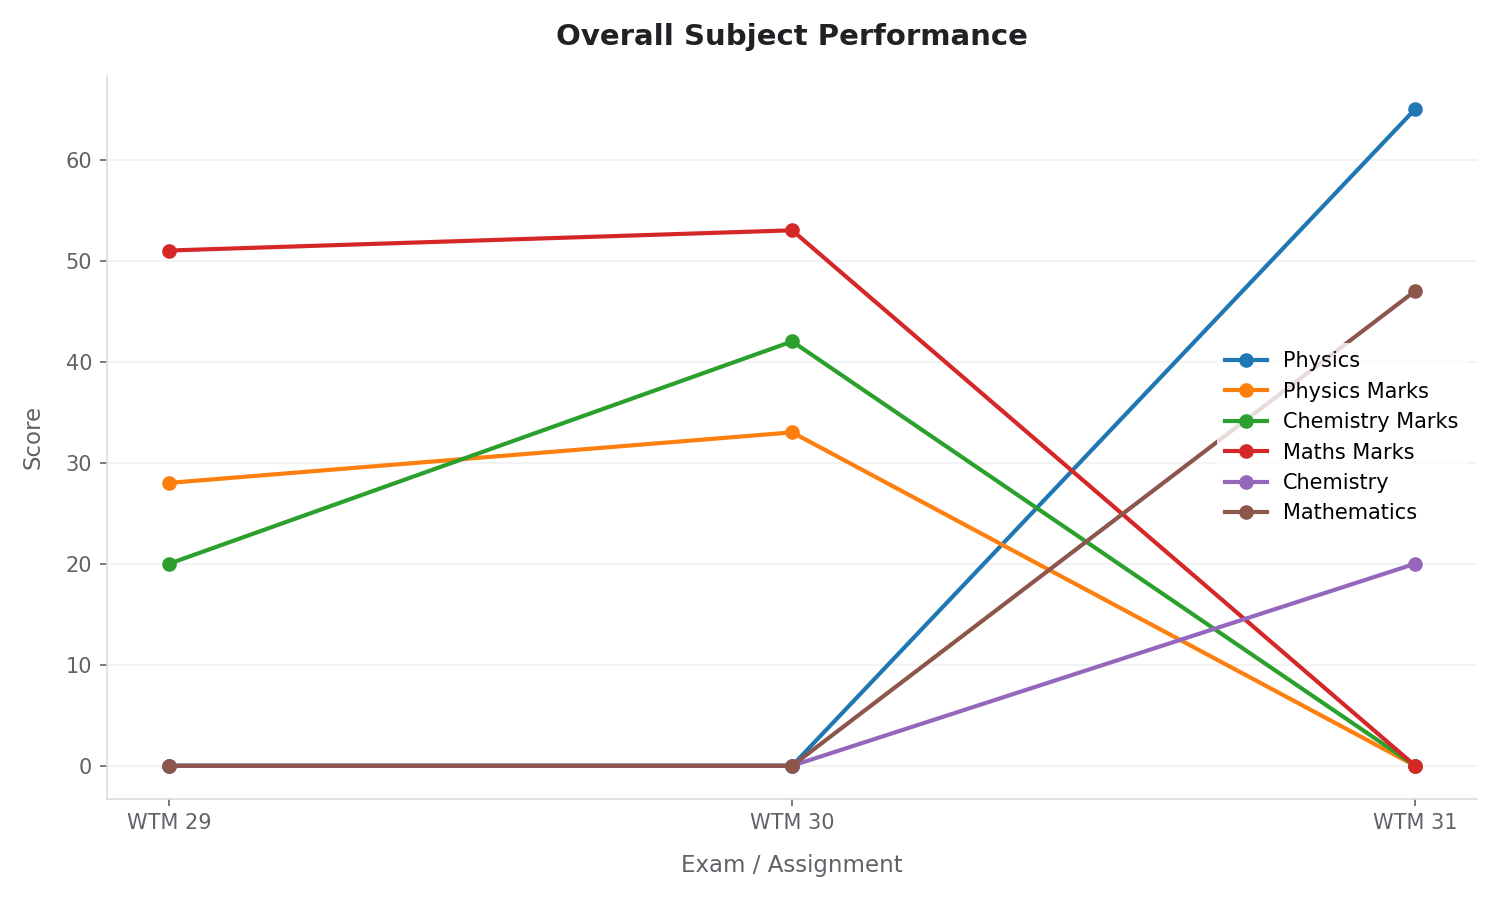 Overall Subject Performance
Score
60
50
40
30
20
10
0
Physics
Physics Marks
Chemistry Marks
Maths Marks
Chemistry
Mathematics
WTM 29
WTM 30
WTM 31
Exam / Assignment